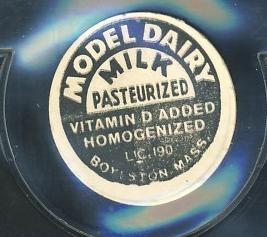 MODEL DAIRY
MILK
PASTEURIZED
VITAMIN D ADDED
HOMOGENIZED
LIC. 190
BOYLSTON, MASS.